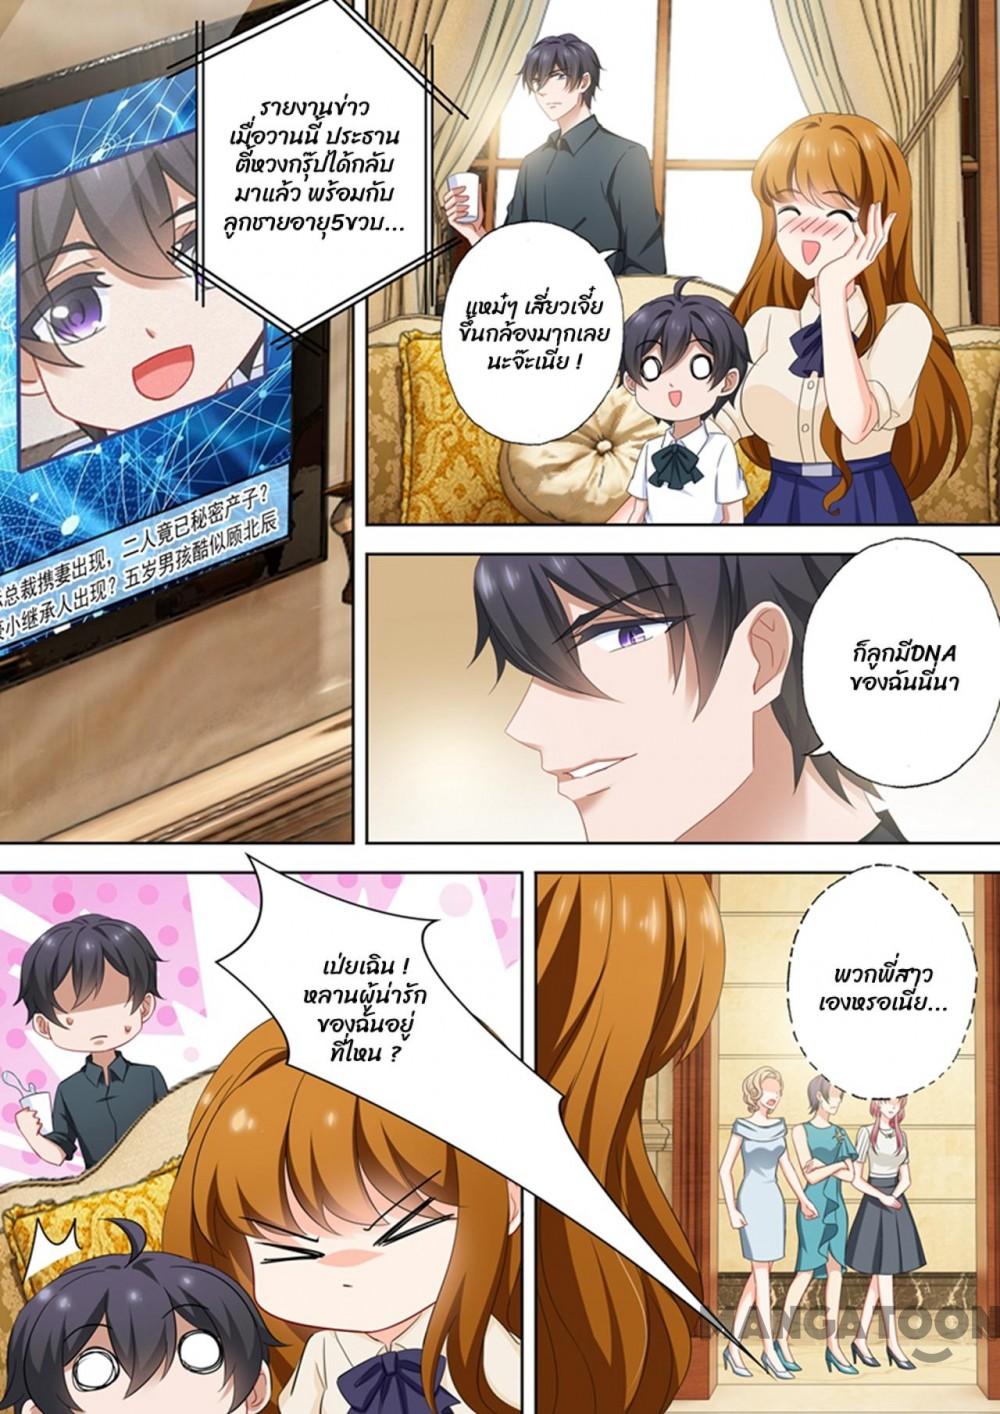 รายงานข่าว
เมื่อวานนี้ ประธาน
ตี้หวงกรุ๊ปได้กลับ
มาแล้ว พร้อมกับ
ลูกชายอายุ5ขวบ...
แหม๋ๆ เสี่ยวเจี๋ย
ขึ้นกล้องมากเลย
นะจ๊ะเนี่ย !
总裁携妻出现，二人竟已秘密产子？
小继承人出现？五岁男孩酷似顾北辰
ก็ลูกมีDNA
ของฉันนี่นา
เป่ยเฉิน !
หลานผู้น่ารัก
ของฉันอยู่
ที่ไหน ?
พวกพี่สาว
เองหรอเนี่ย...
MANGATOON